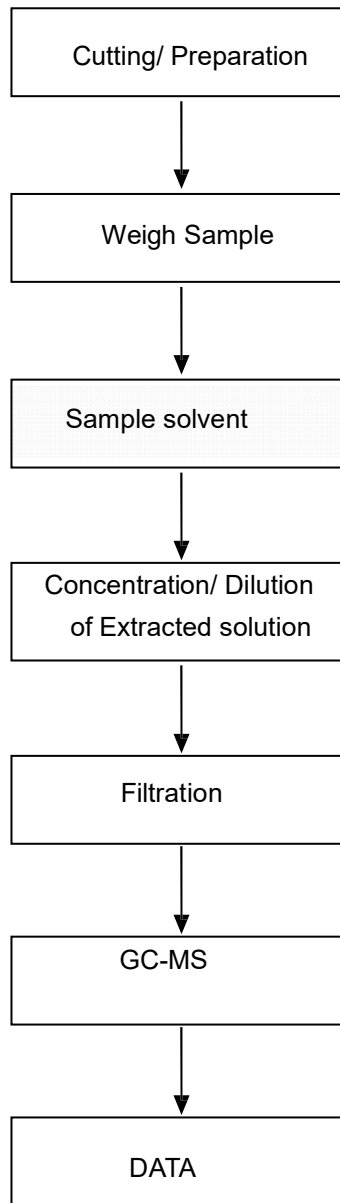 Cutting/ Preparation
Weigh Sample
Sample solvent
Concentration/ Dilution
of Extracted solution
Filtration
GC-MS
DATA